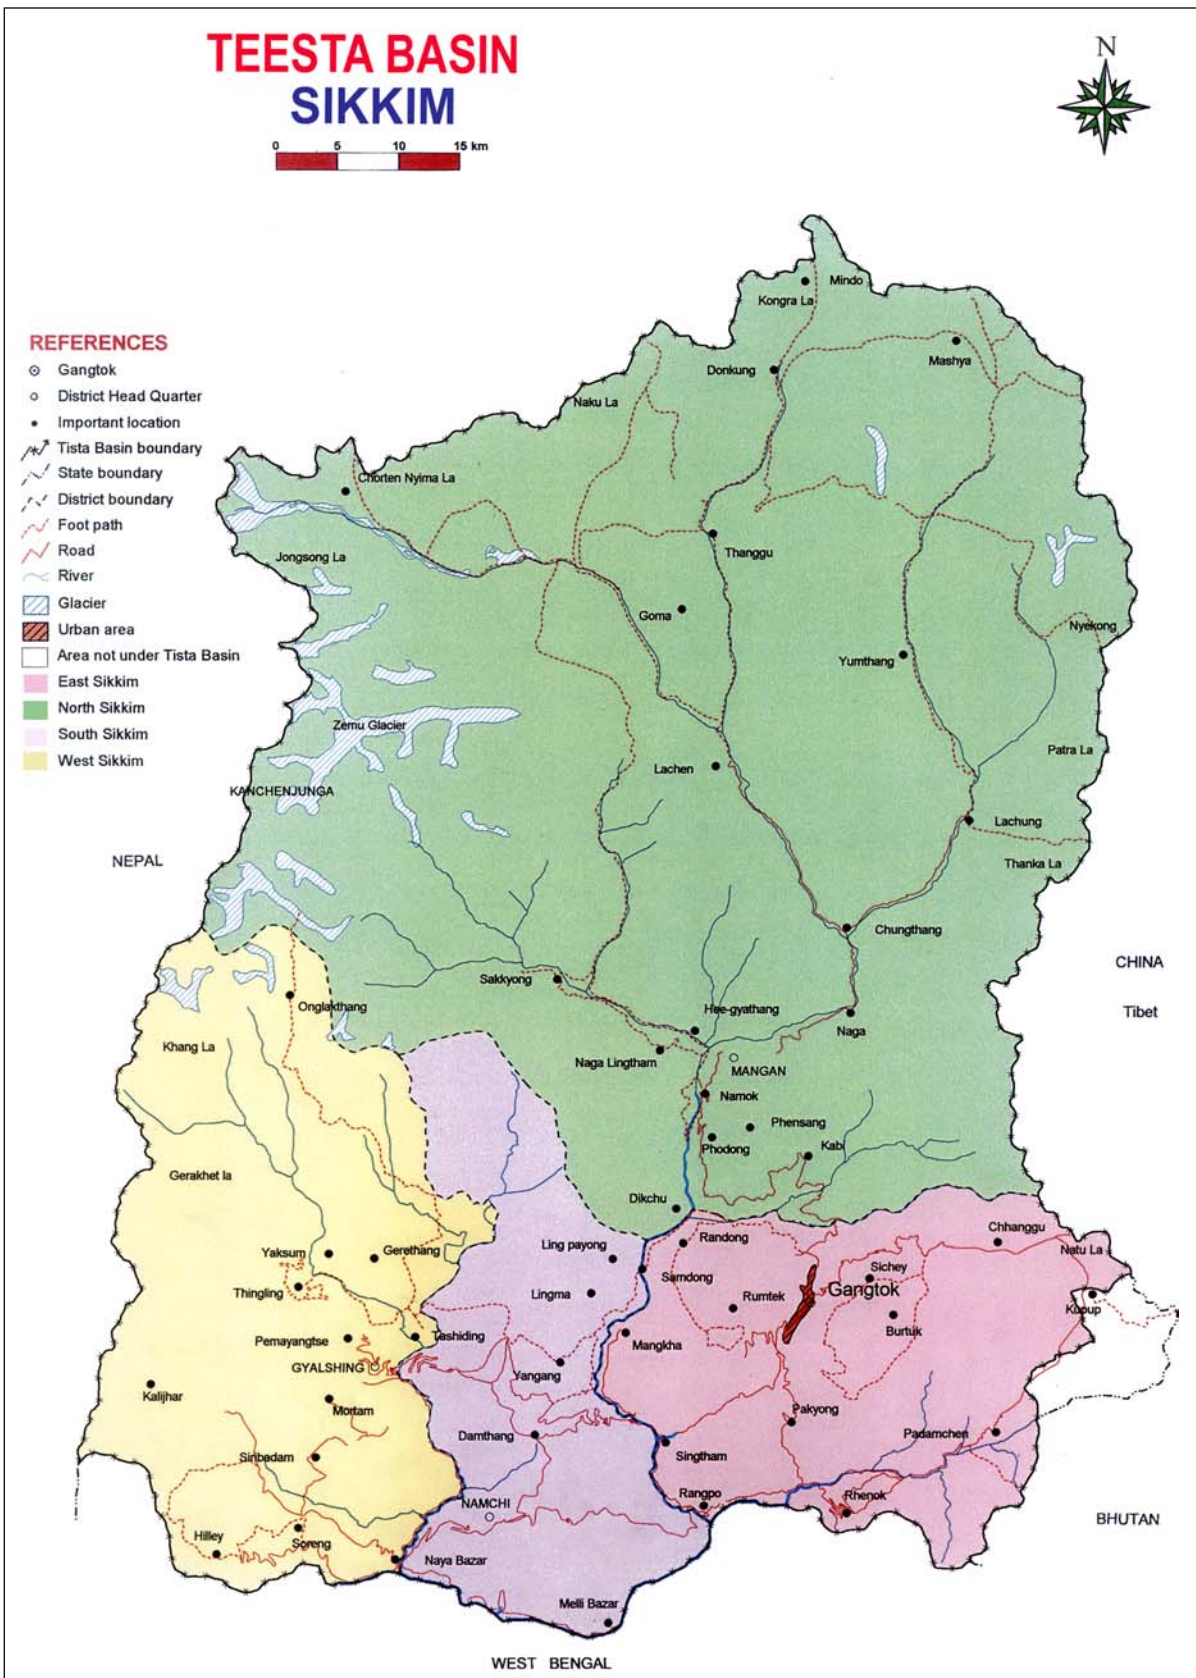 TEESTA BASIN
SIKKIM
N
0 5 10 15 km
REFERENCES
Gangtok
District Head Quarter
Important location
Tista Basin boundary
State boundary
District boundary
Foot path
Road
River
Glacier
Urban area
Area not under Tista Basin
East Sikkim
North Sikkim
South Sikkim
West Sikkim
Mindo
Kongra La
Mashya
Donkung
Naku La
Chorten Nyima La
Jongsong La
Thanggu
Goma
Nyekong
Yumthang
Zemu Glacier
Patra La
Lachen
KANCHENJUNGA
Lachung
NEPAL
Thanka La
Chungthang
CHINA
Sakkyong
Onglakthang
Tibet
Hee-gyathang
Naga
Khang La
Naga Lingtham
MANGAN
Namok
Phensang
Phodong
Kabi
Gerakhet la
Dikchu
Chhanggu
Randong
Ling payong
Natu La
Yaksum
Gerethang
Sichey
Samdong
Thingling
Lingma
Rumtek
Gangtok
Kupup
Burtuk
Pemayangtse
Tashiding
Mangkha
GYALSHING
Yangang
Kalijhar
Mortam
Pakyong
Damthang
Padamchen
Siribadam
Singtham
NAMCHI
Rangpo
Rhenok
BHUTAN
Hilley
Soreng
Naya Bazar
Melli Bazar
WEST BENGAL